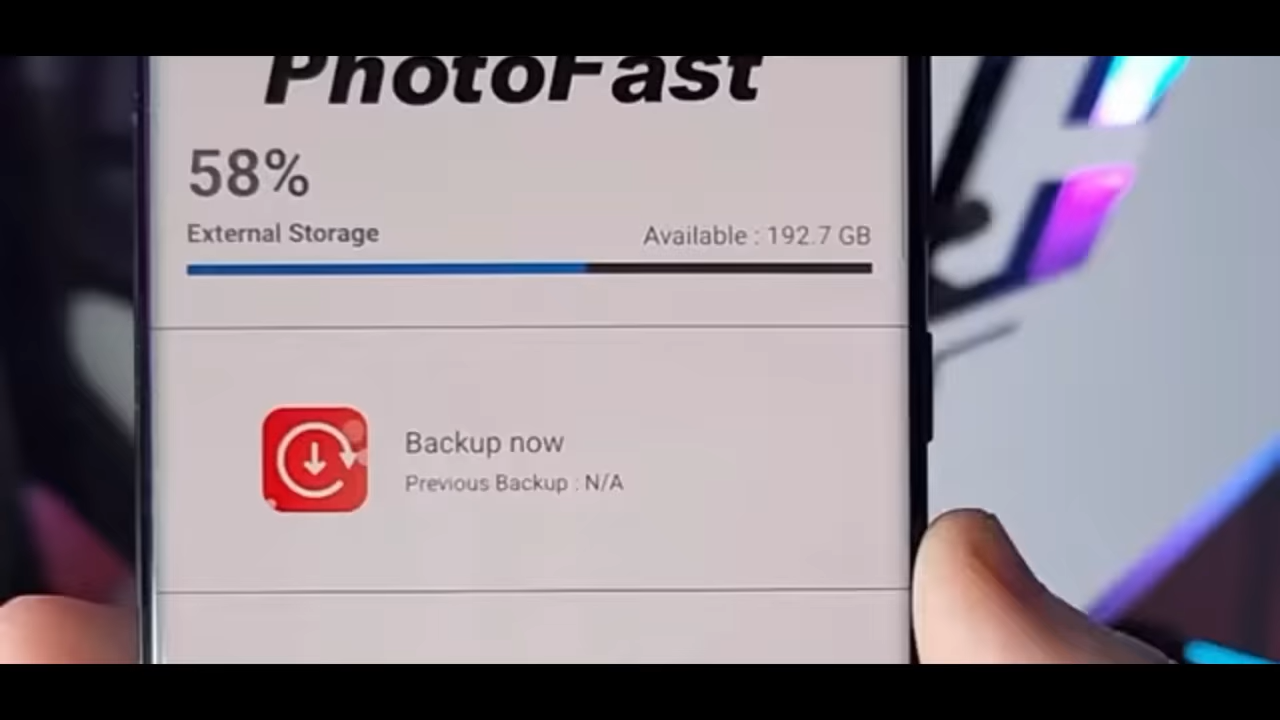 PhotoFast
58%
External Storage
Available : 192.7 GB
Backup now
Previous Backup : N/A